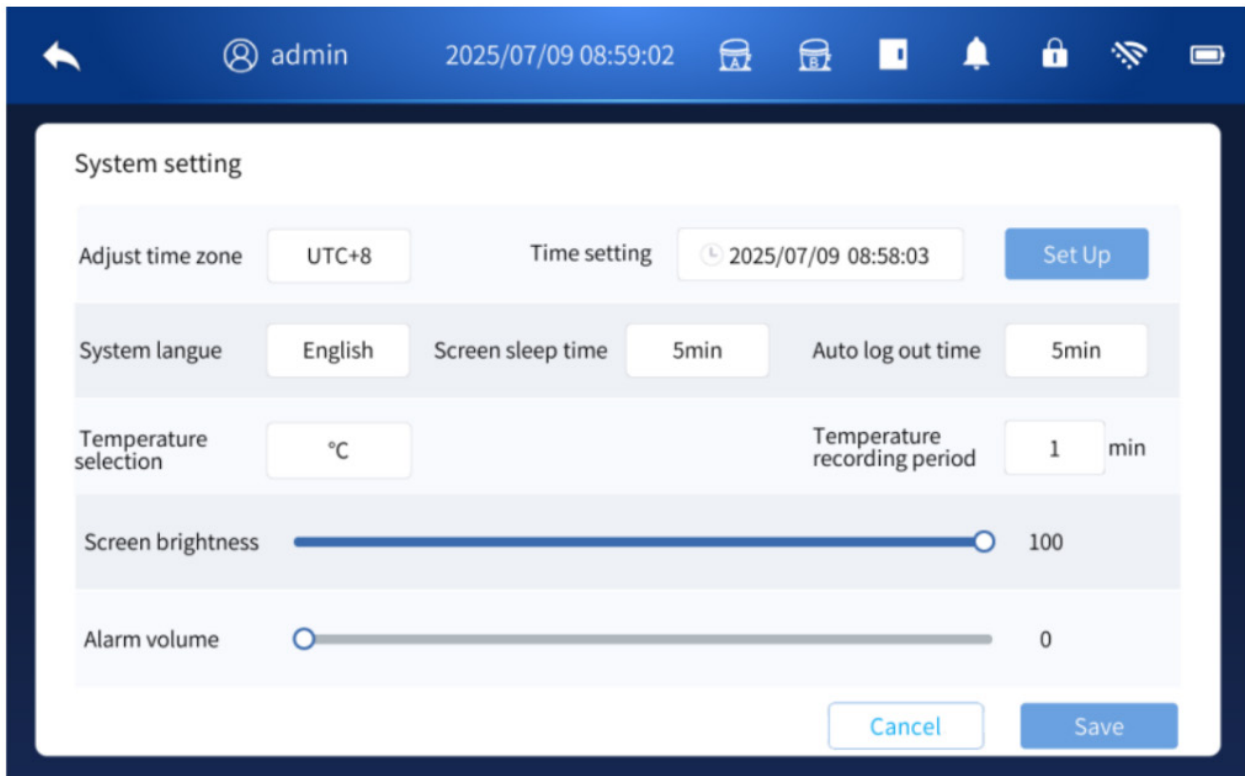 admin 2025/07/09 08:59:02 A B
System setting
Adjust time zone UTC+8 Time setting 2025/07/09 08:58:03 Set Up
System langue English Screen sleep time 5min Auto log out time 5min
Temperature
selection
°C
Temperature
recording period
1 min
Screen brightness 100
Alarm volume 0
Cancel Save